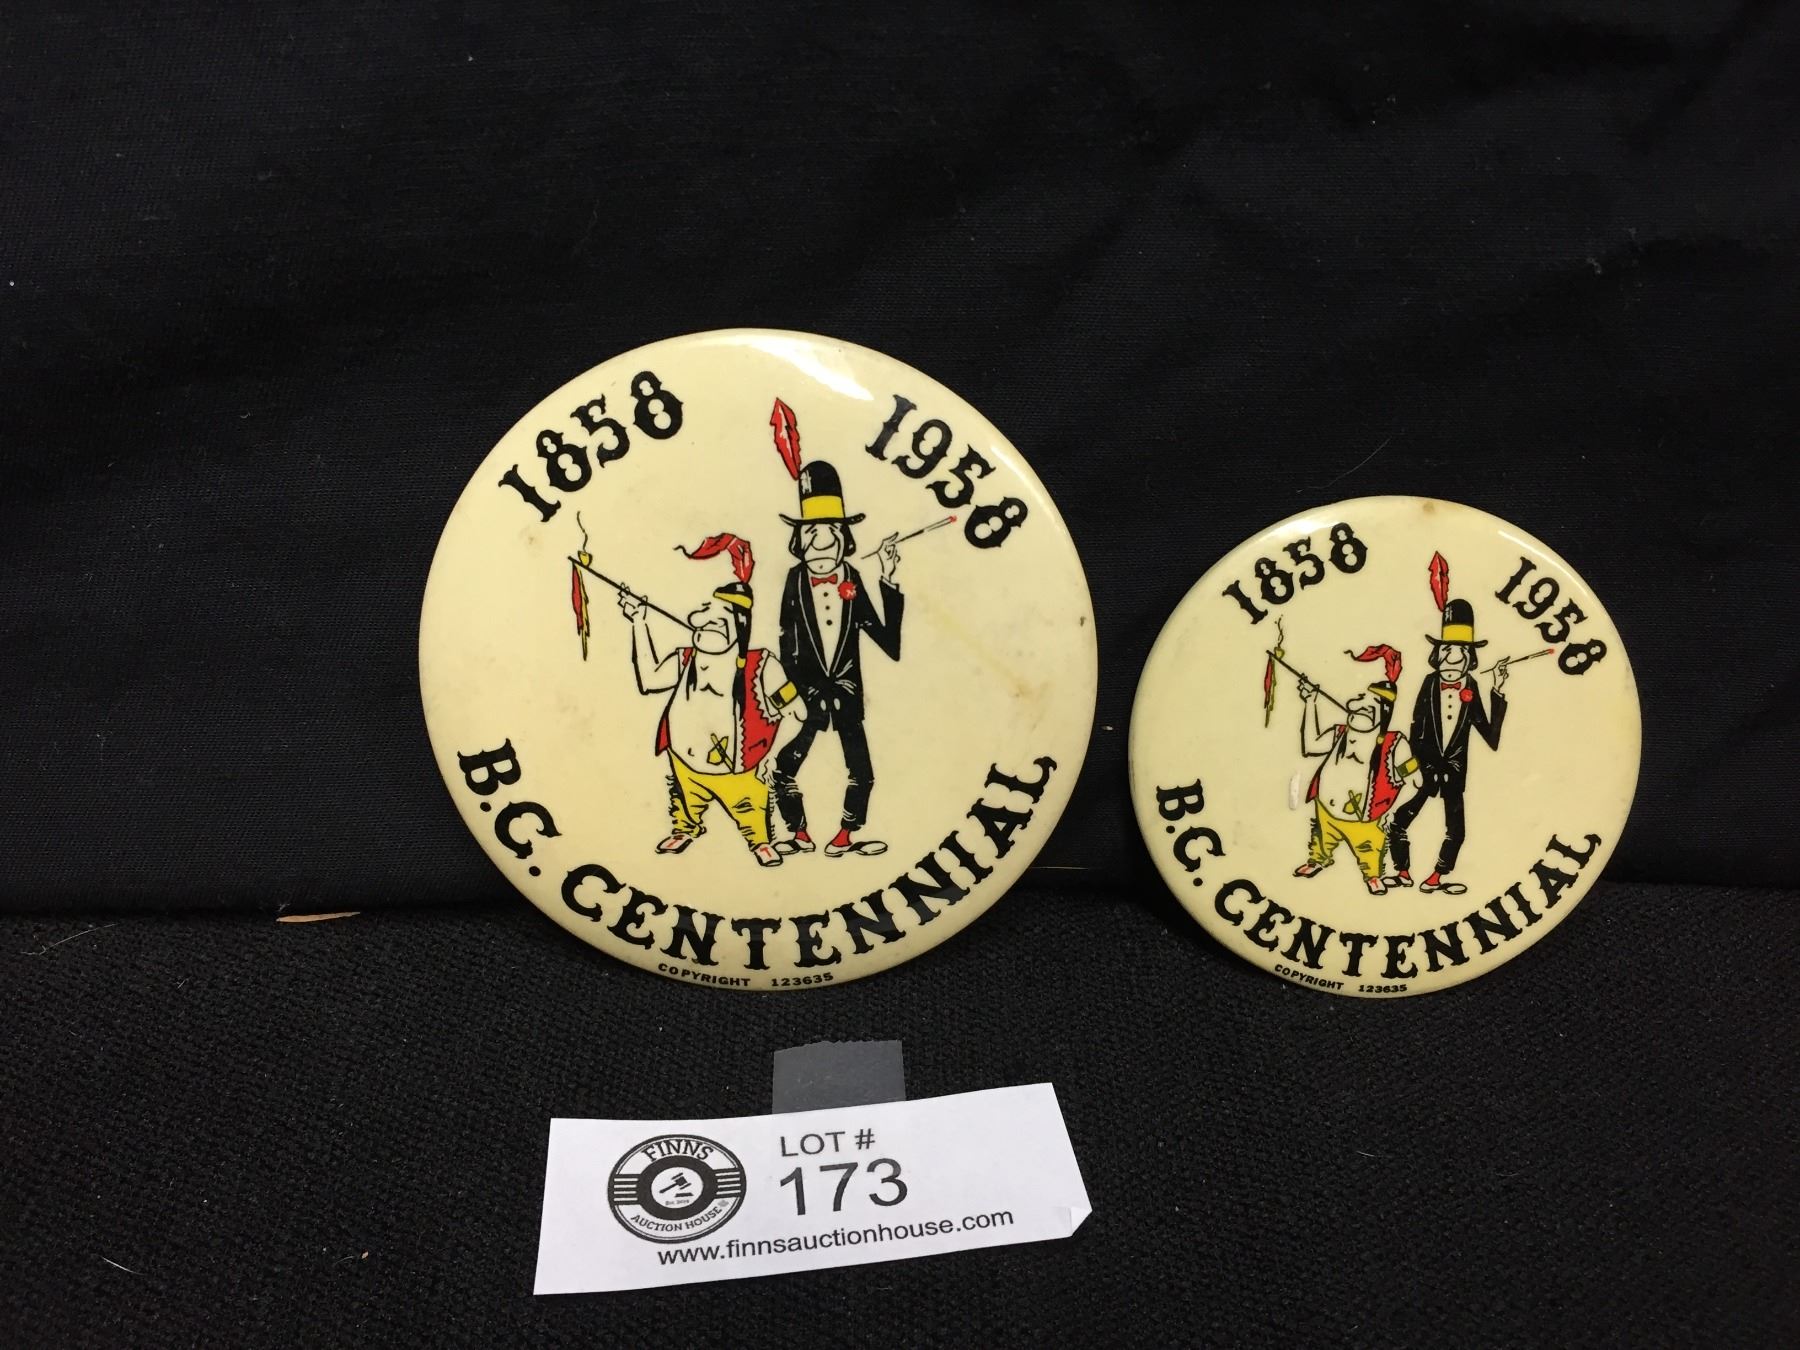 1858 1958
B.C. CENTENNIAL
COPYRIGHT 123635
1858 1958
B.C. CENTENNIAL
COPYRIGHT 123635
FINNS
AUCTION HOUSE
LOT #
173
www.finnsauctionhouse.com